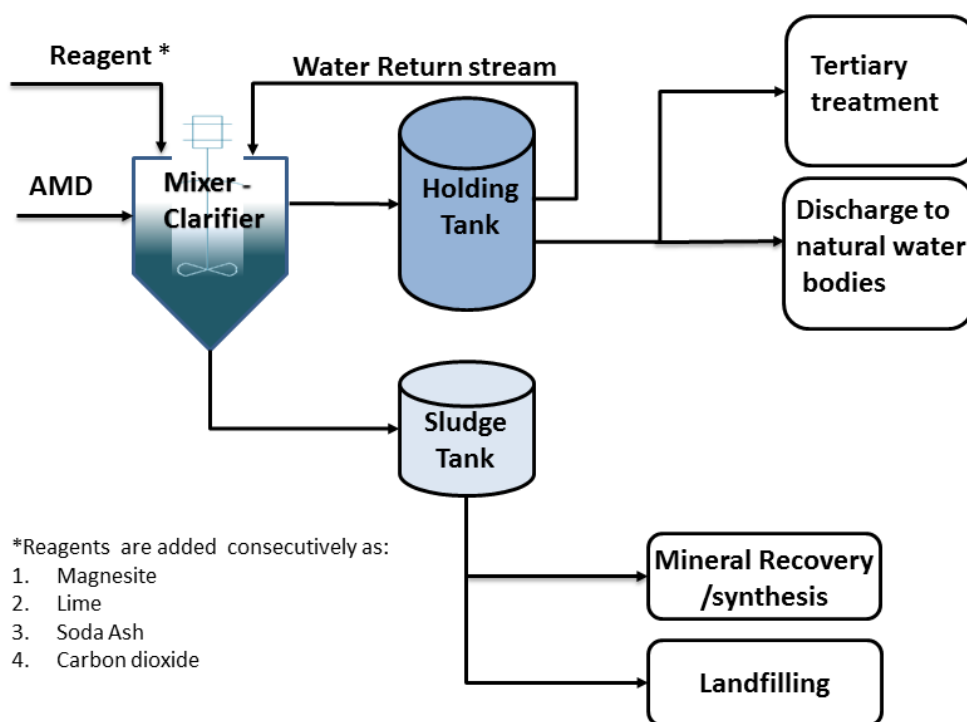 Reagent *
Water Return stream
Tertiary
treatment
AMD
Mixer -
Clarifier
Holding
Tank
Discharge to
natural water
bodies
Sludge
Tank
*Reagents are added consecutively as:
1. Magnesite
2. Lime
3. Soda Ash
4. Carbon dioxide
Mineral Recovery
/synthesis
Landfilling